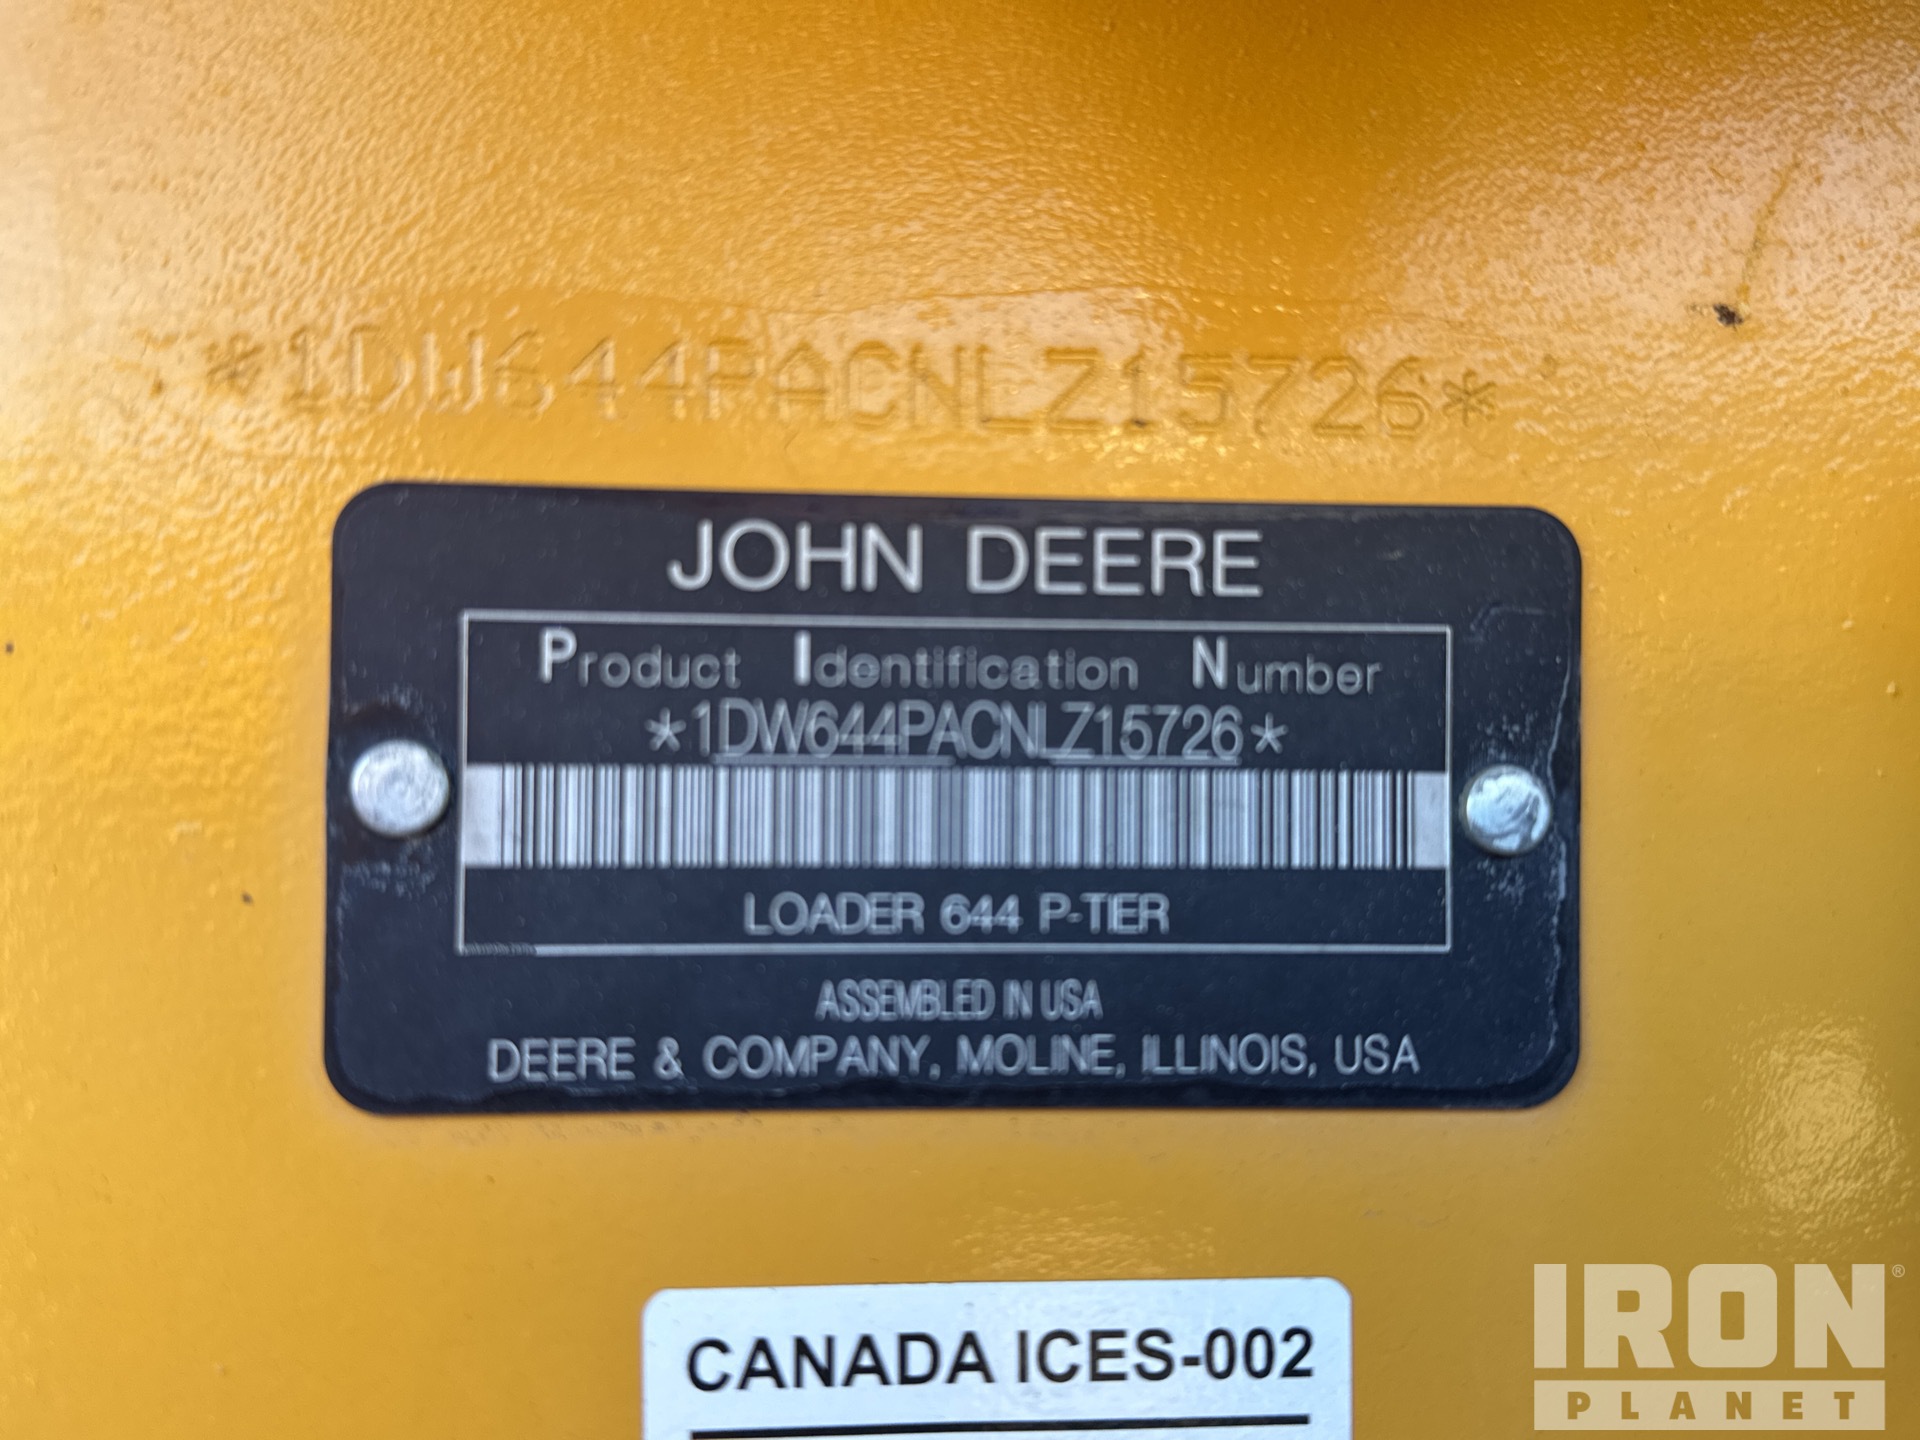 *1DW644PACNLZ15726*
JOHN DEERE
Product Identification Number
*1DW644PACNLZ15726*
LOADER 644 P-TIER
ASSEMBLED IN USA
DEERE & COMPANY, MOLINE, ILLINOIS, USA
CANADA ICES-002
IRON®
PLANET